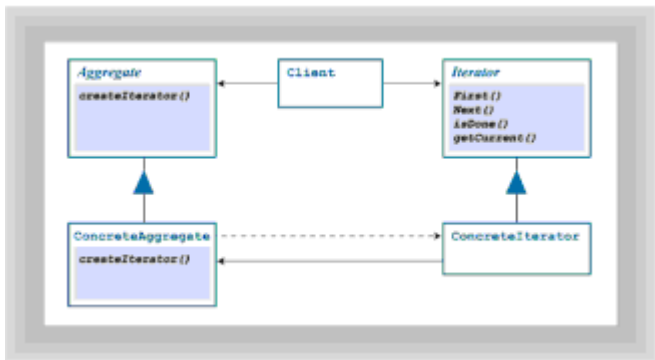 Aggregate
createIterator()
Client
Iterator
First()
Next()
isDone()
getCurrent()
ConcreteAggregate
createIterator()
ConcreteIterator